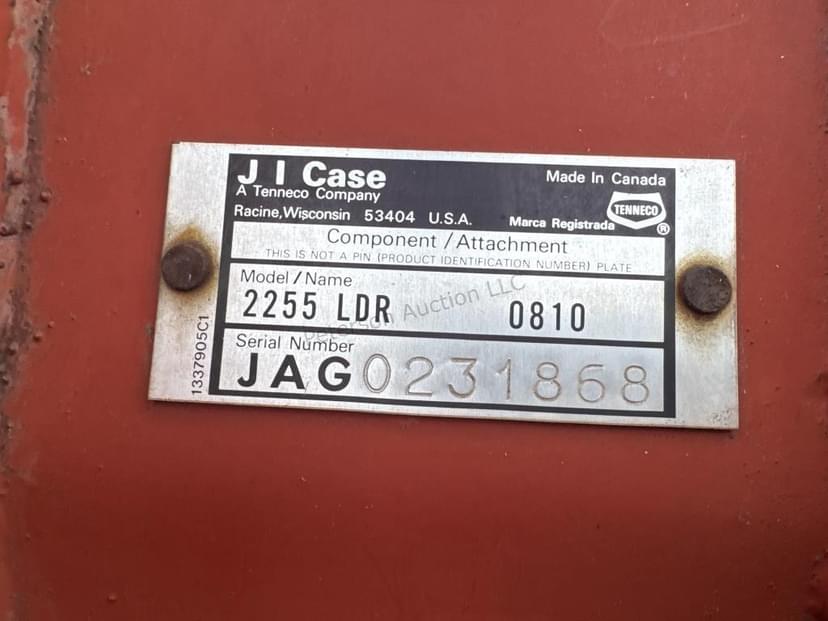 J I Case
A Tenneco Company
Racine, Wisconsin 53404 U.S.A.
Made In Canada
Marca Registrada
TENNECO
®
Component / Attachment
THIS IS NOT A PIN (PRODUCT IDENTIFICATION NUMBER) PLATE
Model / Name
2255 LDR 0810
Peterson Auction LLC
Serial Number
JAG0231868
1337905C1